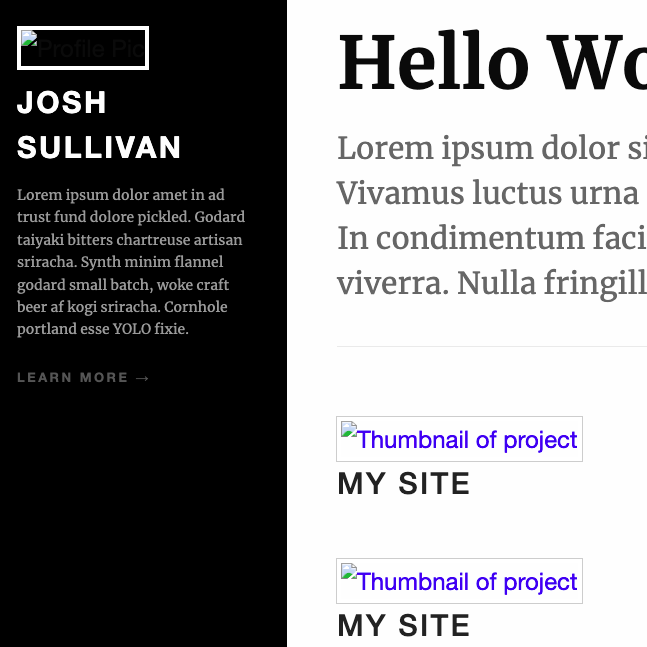 Profile Pic
JOSH
SULLIVAN
Lorem ipsum dolor amet in ad
trust fund dolore pickled. Godard
taiyaki bitters chartreuse artisan
sriracha. Synth minim flannel
godard small batch, woke craft
beer af kogi sriracha. Cornhole
portland esse YOLO fixie.
LEARN MORE →
Hello Wo
Lorem ipsum dolor si
Vivamus luctus urna
In condimentum faci
viverra. Nulla fringill
Thumbnail of project
MY SITE
Thumbnail of project
MY SITE